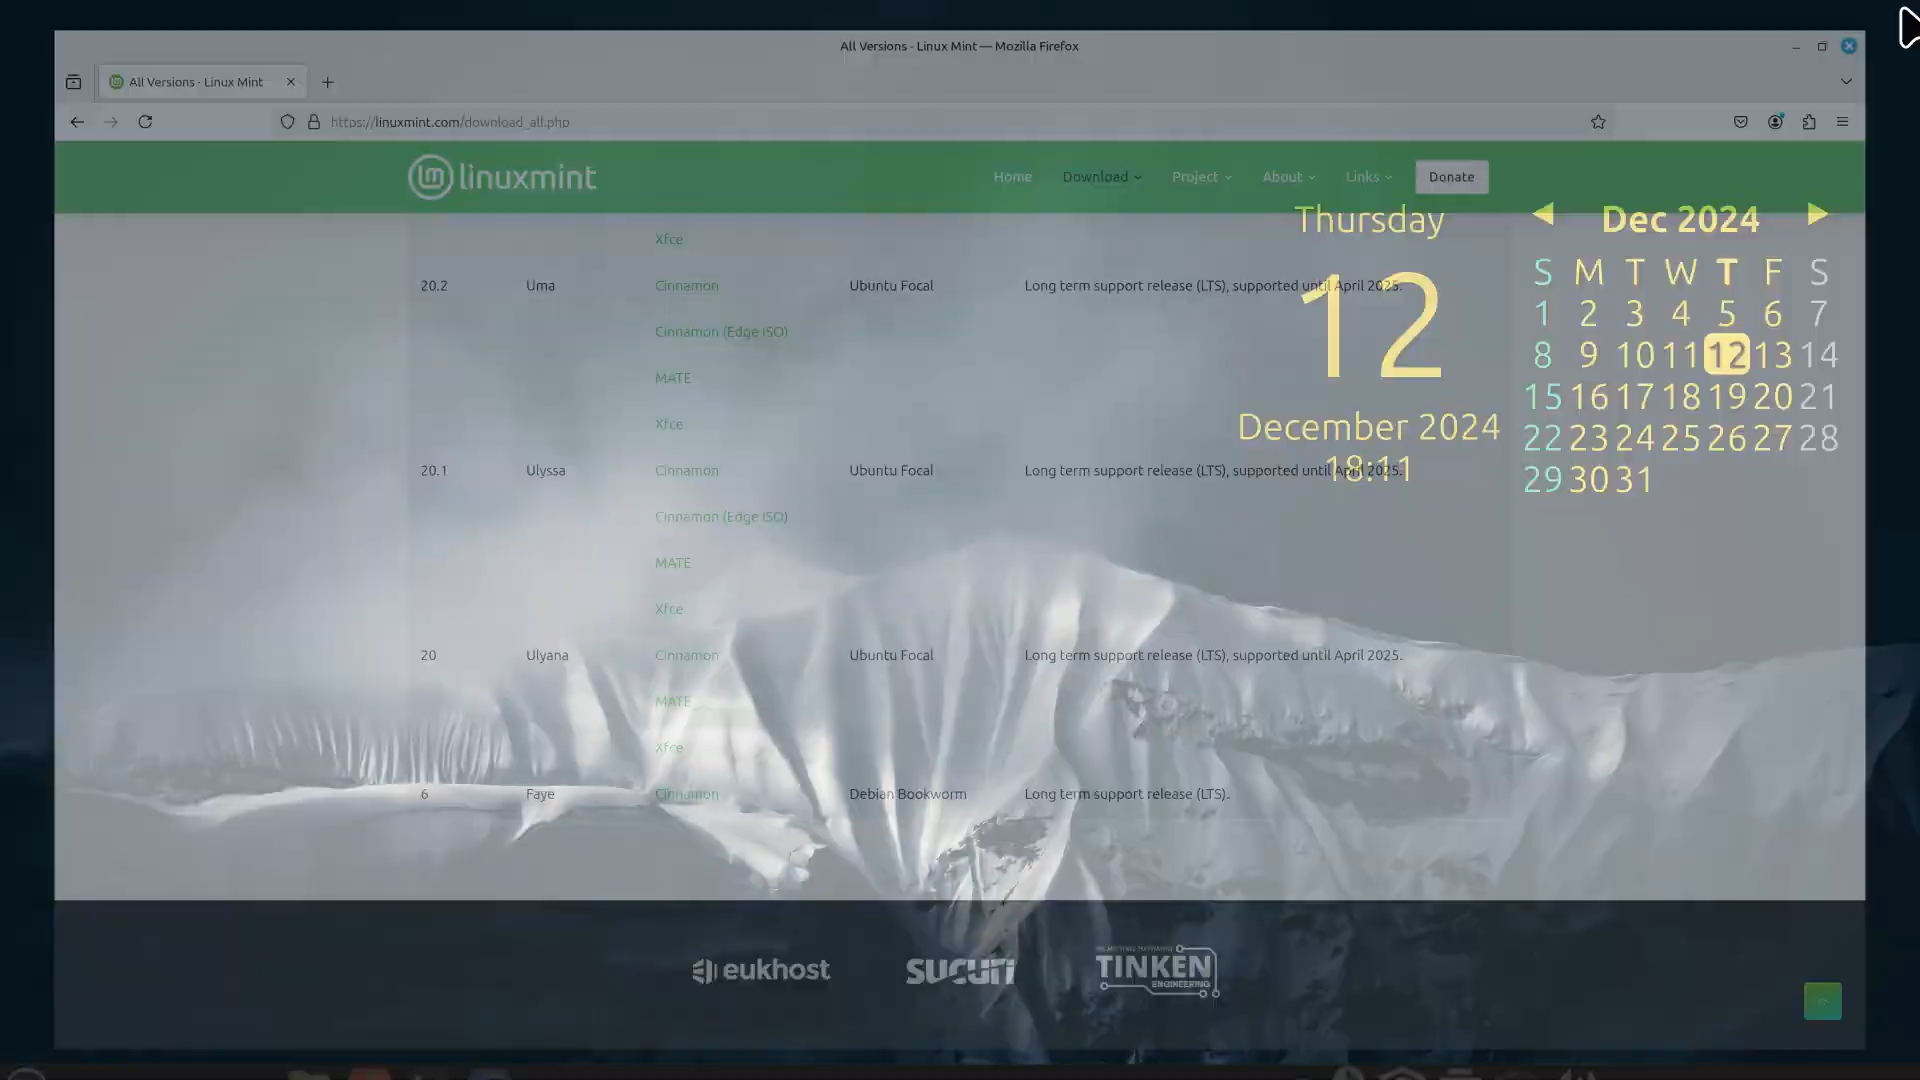 All Versions - Linux Mint — Mozilla Firefox
All Versions - Linux Mint
https://linuxmint.com/download_all.php
linuxmint
Home Download Project About Links Donate
Xfce
20.2 Uma Cinnamon Ubuntu Focal Long term support release (LTS), supported until April 2025.
Cinnamon (Edge ISO)
MATE
Xfce
20.1 Ulyssa Cinnamon Ubuntu Focal Long term support release (LTS), supported until April 2025.
Cinnamon (Edge ISO)
MATE
Xfce
20 Ulyana Cinnamon Ubuntu Focal Long term support release (LTS), supported until April 2025.
MATE
Xfce
6 Faye Cinnamon Debian Bookworm Long term support release (LTS).
Thursday
12
December 2024
18:11
Dec 2024
S M T W T F S
1 2 3 4 5 6 7
8 9 10 11 12 13 14
15 16 17 18 19 20 21
22 23 24 25 26 27 28
29 30 31
eukhost
sucuri
TINKEN
ENGINEERING